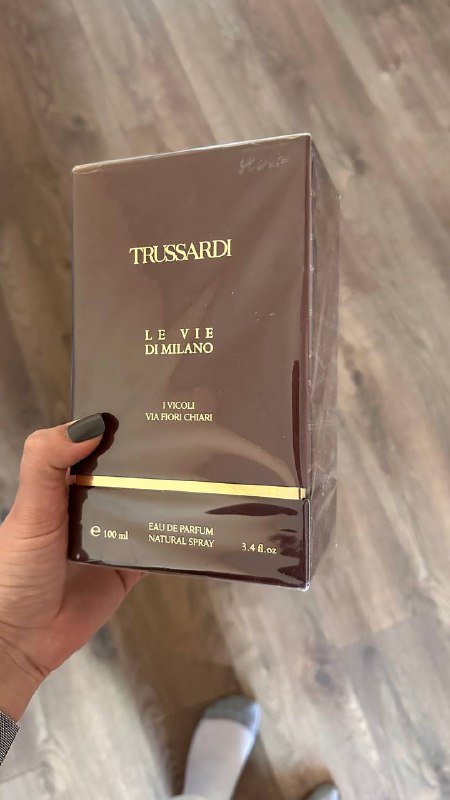 TRUSSARDI
LE VIE
DI MILANO
I VICOLI
VIA FIORI CHIARI
EAU DE PARFUM
NATURAL SPRAY
℮ 100 ml
3.4 fl.oz